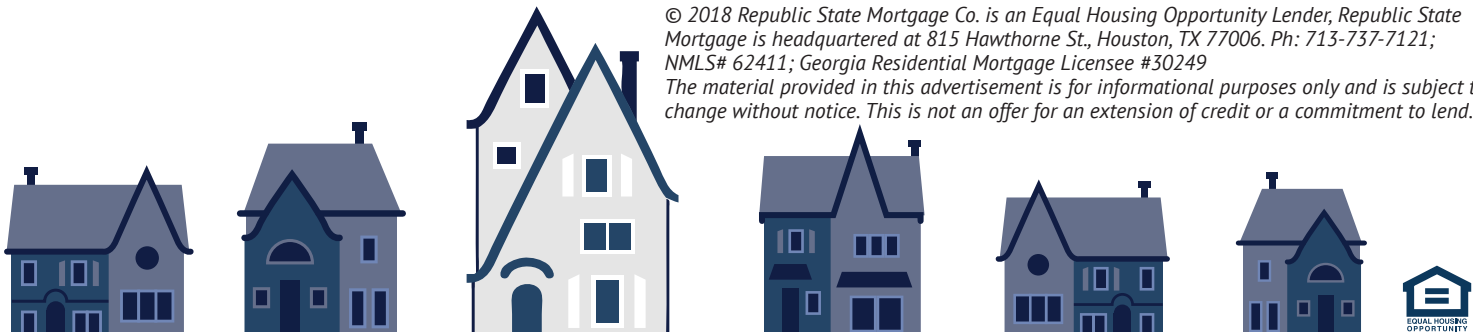 © 2018 Republic State Mortgage Co. is an Equal Housing Opportunity Lender, Republic State
Mortgage is headquartered at 815 Hawthorne St., Houston, TX 77006. Ph: 713-737-7121;
NMLS# 62411; Georgia Residential Mortgage Licensee #30249
The material provided in this advertisement is for informational purposes only and is subject t
change without notice. This is not an offer for an extension of credit or a commitment to lend.
EQUAL HOUSING
OPPORTUNITY